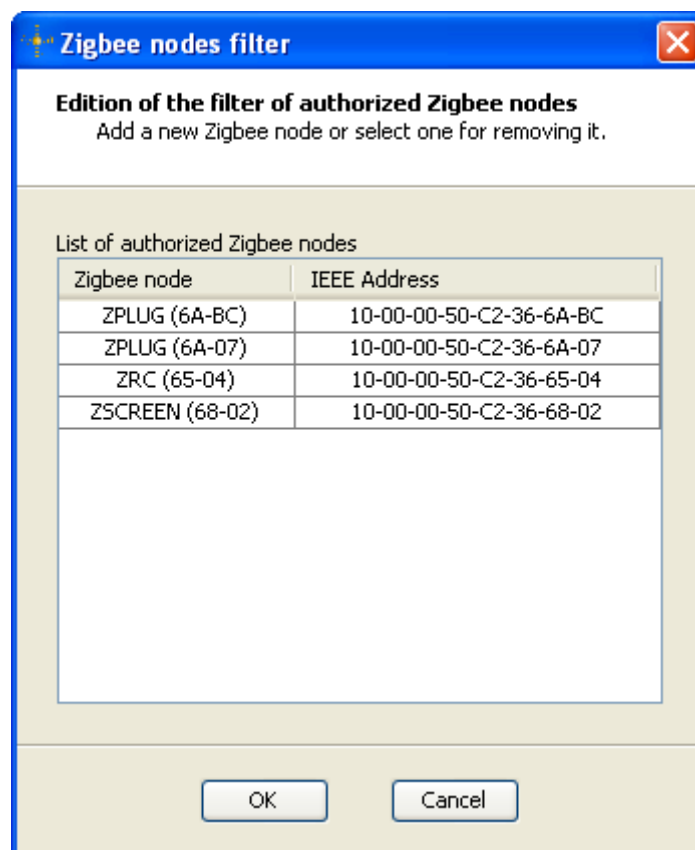 Zigbee nodes filter
Edition of the filter of authorized Zigbee nodes
Add a new Zigbee node or select one for removing it.
List of authorized Zigbee nodes
Zigbee node IEEE Address
ZPLUG (6A-BC) 10-00-00-50-C2-36-6A-BC
ZPLUG (6A-07) 10-00-00-50-C2-36-6A-07
ZRC (65-04) 10-00-00-50-C2-36-65-04
ZSCREEN (68-02) 10-00-00-50-C2-36-68-02
OK Cancel